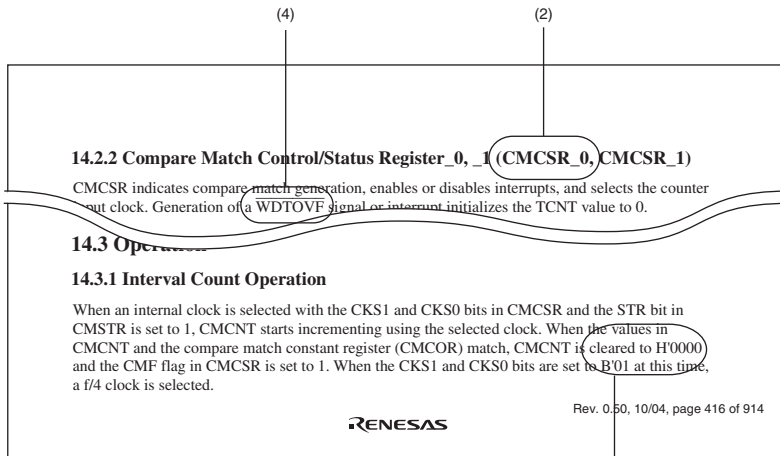 (4) (2)
14.2.2 Compare Match Control/Status Register_0, _1 (CMCSR_0, CMCSR_1)
CMCSR indicates compare match generation, enables or disables interrupts, and selects the counter
input clock. Generation of a WDTOVF signal or interrupt initializes the TCNT value to 0.
14.3 Operation
14.3.1 Interval Count Operation
When an internal clock is selected with the CKS1 and CKS0 bits in CMCSR and the STR bit in
CMSTR is set to 1, CMCNT starts incrementing using the selected clock. When the values in
CMCNT and the compare match constant register (CMCOR) match, CMCNT is cleared to H'0000
and the CMF flag in CMCSR is set to 1. When the CKS1 and CKS0 bits are set to B'01 at this time,
a f/4 clock is selected.
Rev. 0.50, 10/04, page 416 of 914
RENESAS